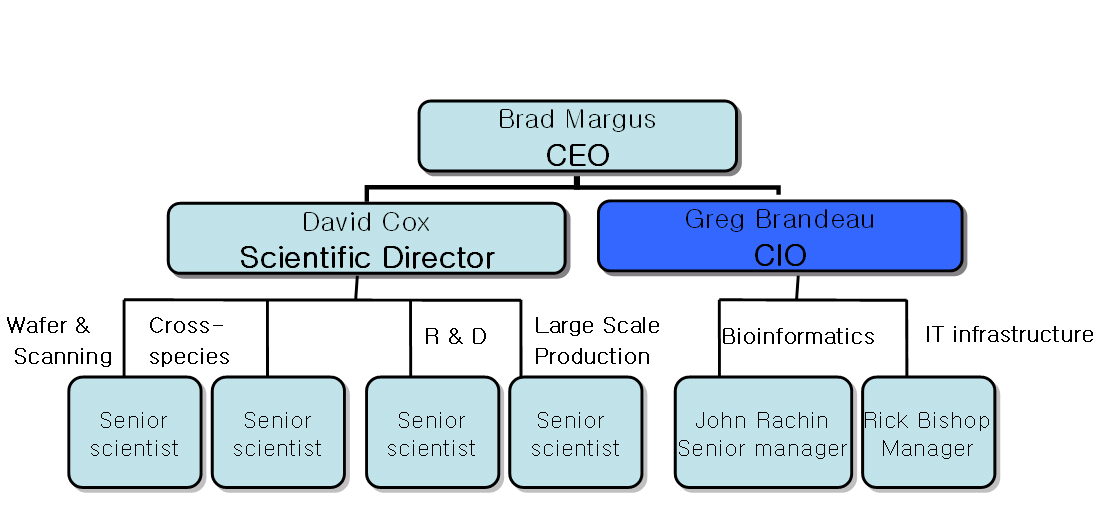 Brad Margus
CEO
David Cox
Scientific Director
Greg Brandeau
CIO
Wafer &
Scanning
Cross-
species
R & D
Large Scale
Production
Bioinformatics
IT infrastructure
Senior
scientist
Senior
scientist
Senior
scientist
Senior
scientist
John Rachin
Senior manager
Rick Bishop
Manager